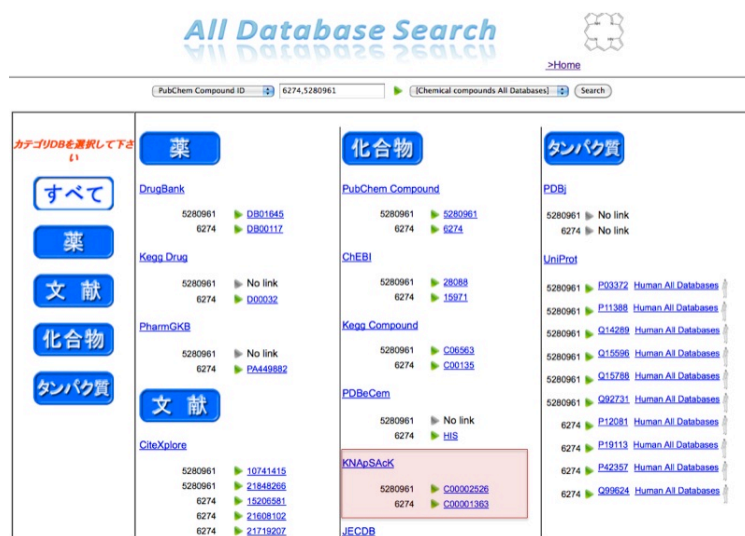 All Database Search
>Home
PubChem Compound ID 6274,5280961 [Chemical compounds All Databases] Search
カテゴリDBを選択して下さ
い
すべて
薬
文 献
化合物
タンパク質
薬
DrugBank
5280961 DB01645
6274 DB00117
Kegg Drug
5280961 No link
6274 D00032
PharmGKB
5280961 No link
6274 PA449882
文 献
CiteXplore
5280961 10741415
5280961 21848266
6274 15206581
6274 21608102
6274 21719207
化合物
PubChem Compound
5280961 5280961
6274 6274
ChEBI
5280961 28088
6274 15971
Kegg Compound
5280961 C06563
6274 C00135
PDBeCem
5280961 No link
6274 HIS
KNApSAcK
5280961 C00002526
6274 C00001363
JECDB
タンパク質
PDBj
5280961 No link
6274 No link
UniProt
5280961 P03372 Human All Databases
5280961 P11388 Human All Databases
5280961 Q14289 Human All Databases
5280961 Q15596 Human All Databases
5280961 Q15788 Human All Databases
5280961 Q92731 Human All Databases
6274 P12081 Human All Databases
6274 P19113 Human All Databases
6274 P42357 Human All Databases
6274 Q99624 Human All Databases